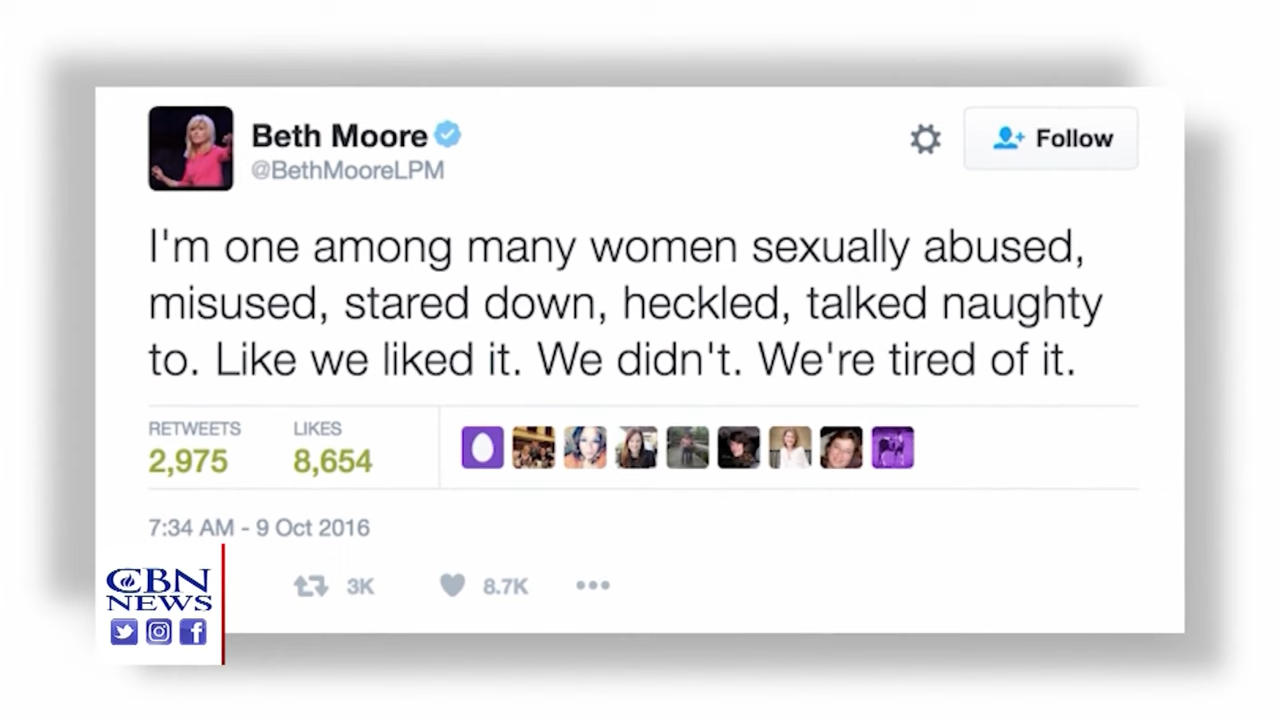 Beth Moore
@BethMooreLPM
Follow
I'm one among many women sexually abused,
misused, stared down, heckled, talked naughty
to. Like we liked it. We didn't. We're tired of it.
RETWEETS LIKES
2,975 8,654
7:34 AM - 9 Oct 2016
3K 8.7K
CBN
NEWS